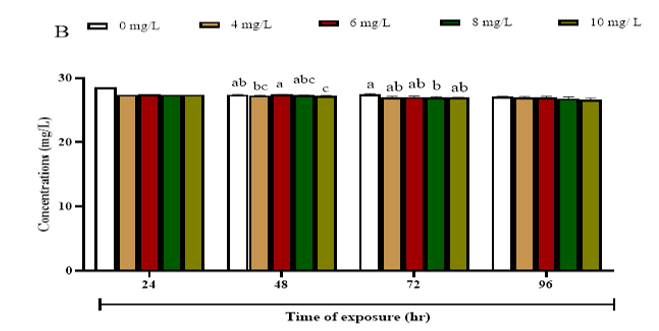 B
0 mg/L 4 mg/L 6 mg/L 8 mg/L 10 mg/ L
Concentrations (mg/L)
30
20
10
0
ab bc a abc c
a ab ab b ab
24 48 72 96
Time of exposure (hr)